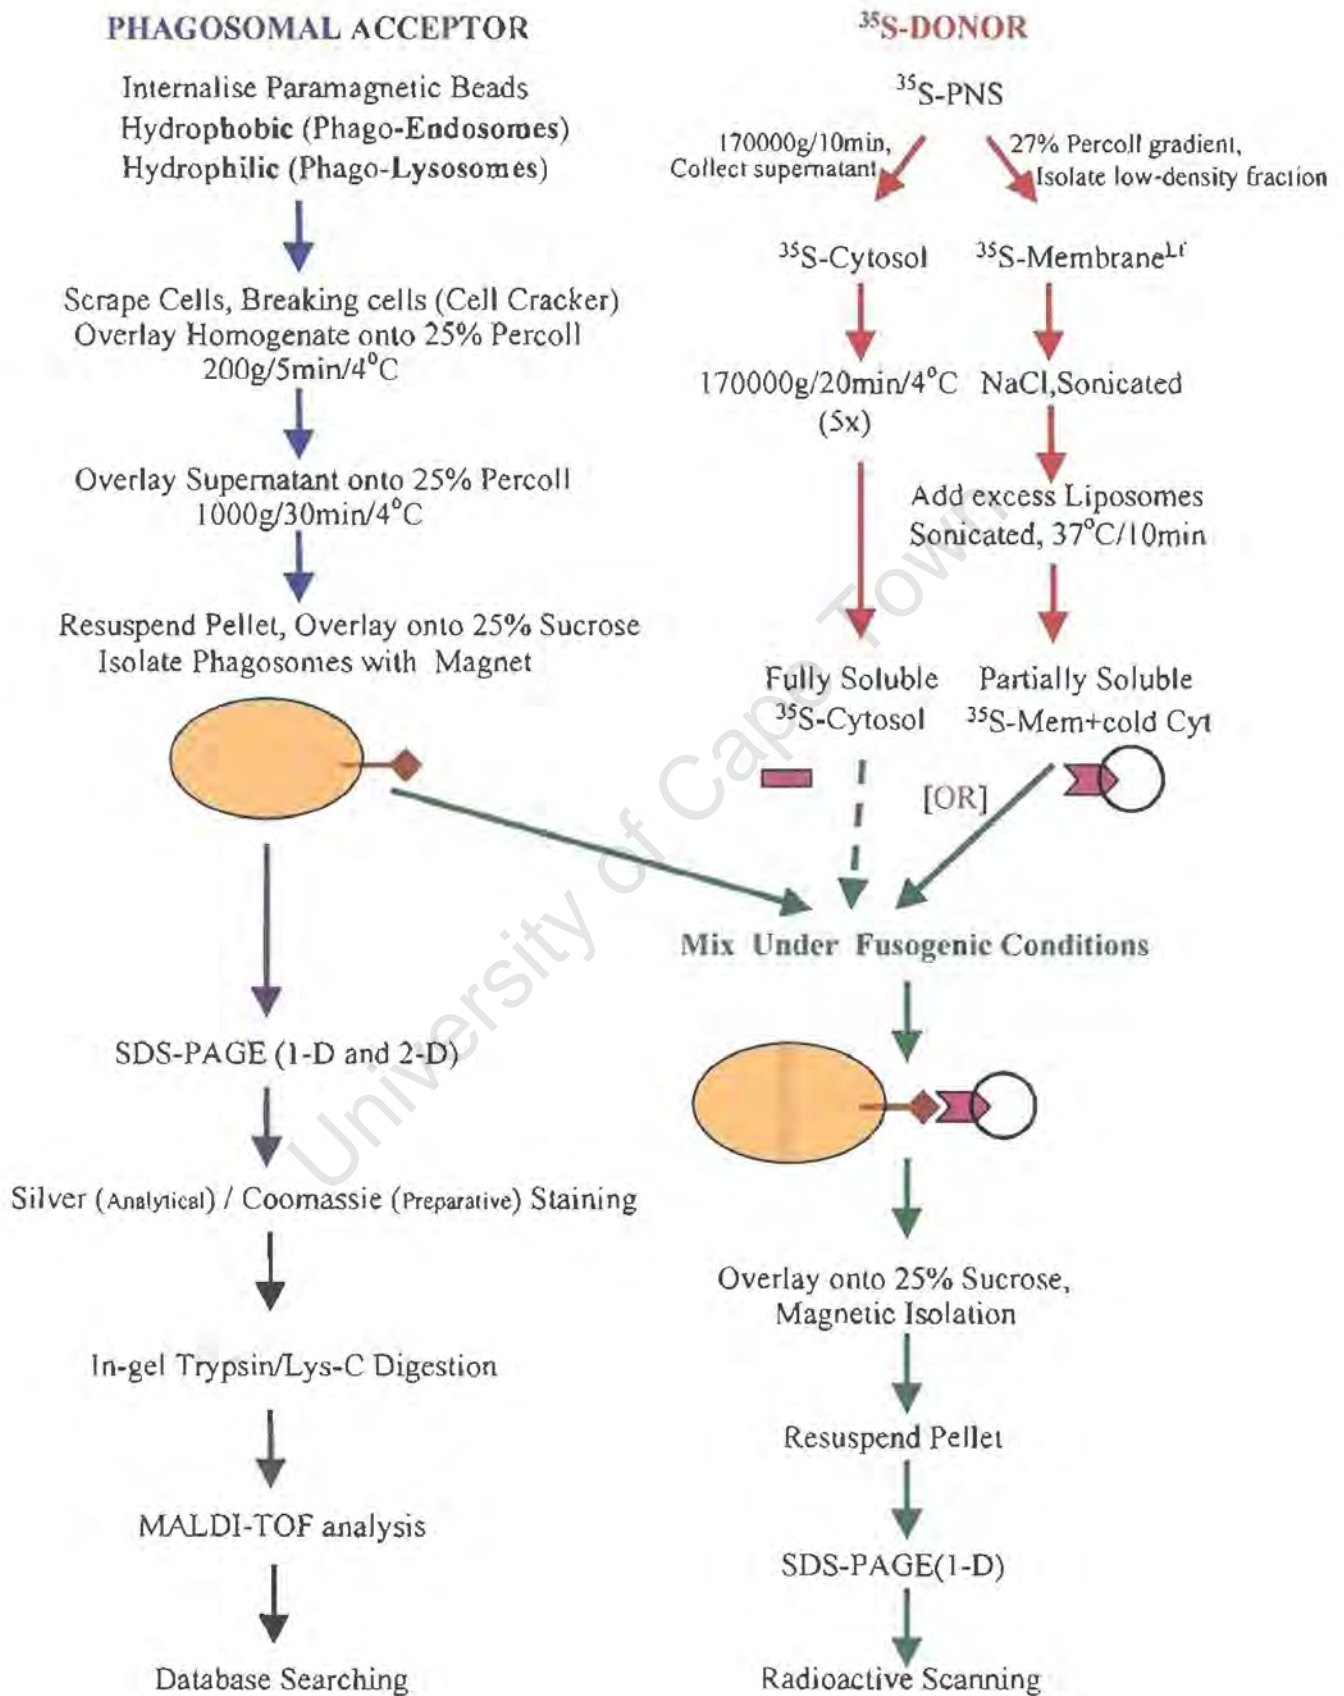 PHAGOSOMAL ACCEPTOR
Internalise Paramagnetic Beads
Hydrophobic (Phago-Endosomes)
Hydrophilic (Phago-Lysosomes)
Scrape Cells, Breaking cells (Cell Cracker)
Overlay Homogenate onto 25% Percoll
200g/5min/4°C
Overlay Supernatant onto 25% Percoll
1000g/30min/4°C
Resuspend Pellet, Overlay onto 25% Sucrose
Isolate Phagosomes with Magnet
SDS-PAGE (1-D and 2-D)
Silver (Analytical) / Coomassie (Preparative) Staining
In-gel Trypsin/Lys-C Digestion
MALDI-TOF analysis
Database Searching
³⁵S-DONOR
³⁵S-PNS
170000g/10min,
Collect supernatant
27% Percoll gradient,
Isolate low-density fraction
³⁵S-Cytosol
³⁵S-Membraneᴸᶠ
170000g/20min/4°C
(5x)
NaCl,Sonicated
Add excess Liposomes
Sonicated, 37°C/10min
Fully Soluble
³⁵S-Cytosol
Partially Soluble
³⁵S-Mem+cold Cyt
[OR]
Mix Under Fusogenic Conditions
Overlay onto 25% Sucrose,
Magnetic Isolation
Resuspend Pellet
SDS-PAGE(1-D)
Radioactive Scanning
University of Cape Town